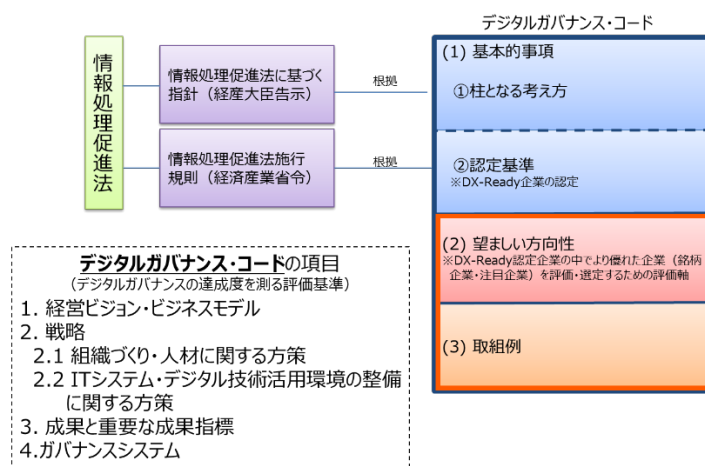 デジタルガバナンス・コード
情報処理促進法
情報処理促進法に基づく
指針（経産大臣告示）
根拠
情報処理促進法施行
規則（経済産業省令）
根拠
(1) 基本的事項
①柱となる考え方
②認定基準
※DX-Ready企業の認定
(2) 望ましい方向性
※DX-Ready認定企業の中でより優れた企業（銘柄
企業・注目企業）を評価・選定するための評価軸
(3) 取組例
デジタルガバナンス・コードの項目
（デジタルガバナンスの達成度を測る評価基準）
1. 経営ビジョン・ビジネスモデル
2. 戦略
2.1 組織づくり・人材に関する方策
2.2 ITシステム・デジタル技術活用環境の整備
に関する方策
3. 成果と重要な成果指標
4.ガバナンスシステム